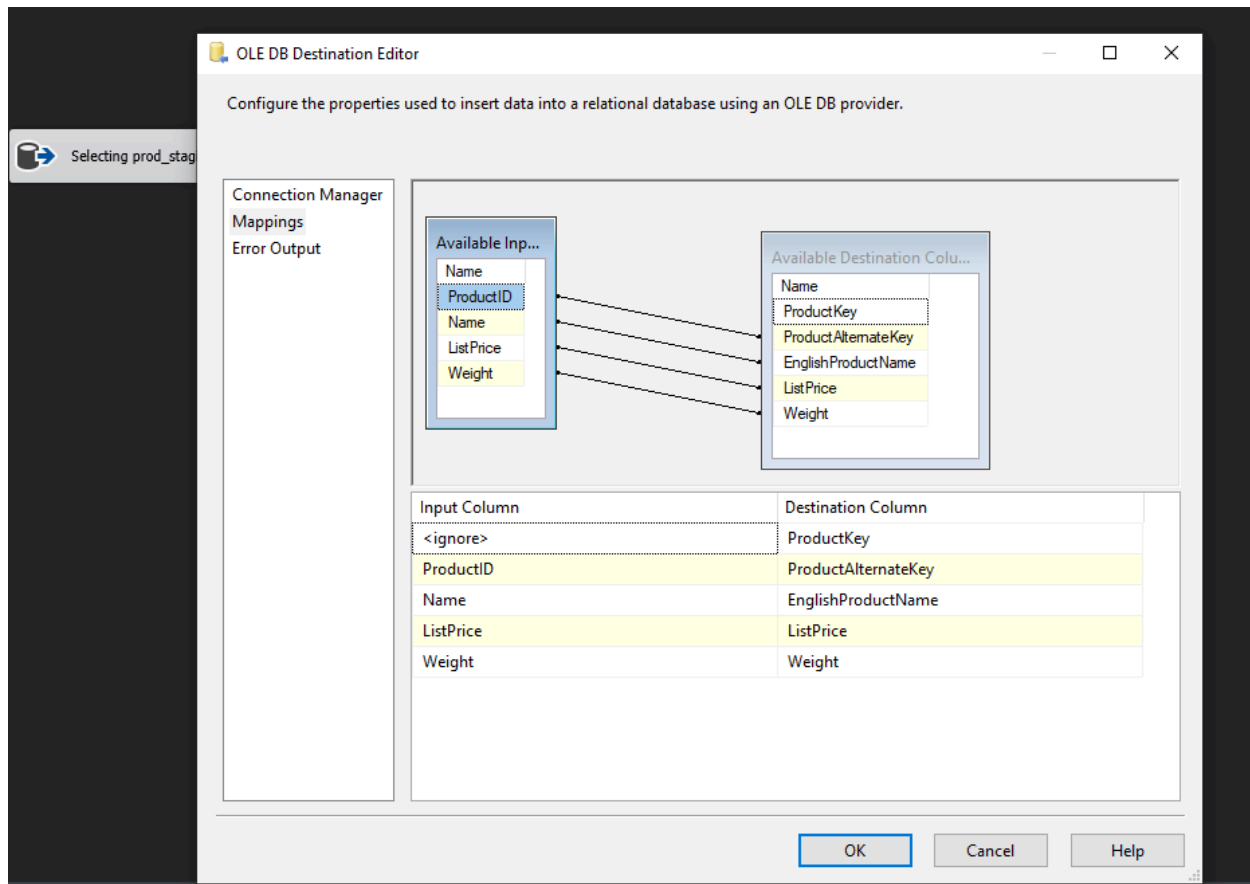 OLE DB Destination Editor
Configure the properties used to insert data into a relational database using an OLE DB provider.
Selecting prod_stag
Connection Manager
Mappings
Error Output
Available Inp...
Name
ProductID
Name
ListPrice
Weight
Available Destination Colu...
Name
ProductKey
ProductAlternateKey
EnglishProductName
ListPrice
Weight
Input Column Destination Column
<ignore> ProductKey
ProductID ProductAlternateKey
Name EnglishProductName
ListPrice ListPrice
Weight Weight
OK Cancel Help